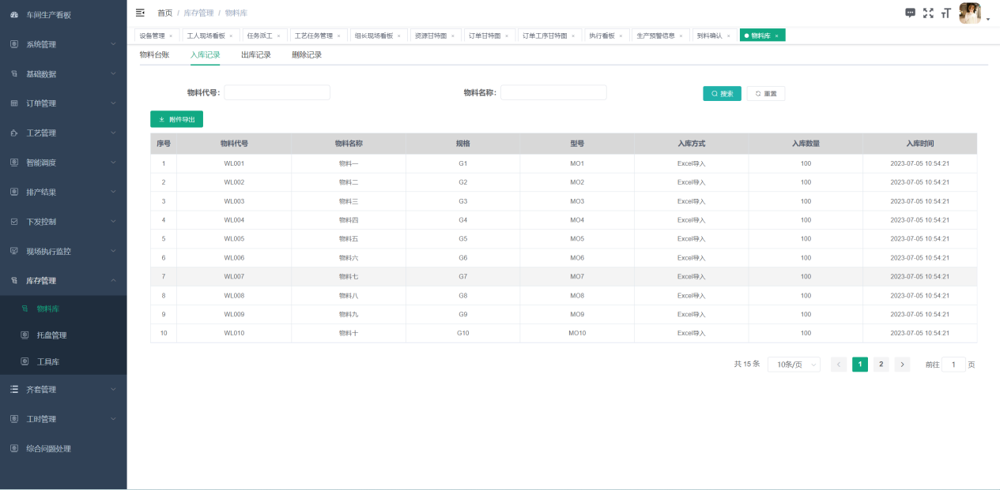 车间生产看板
系统管理
基础数据
订单管理
工艺管理
智能调度
排产结果
下发控制
现场执行监控
库存管理
物料库
托盘管理
工具库
齐套管理
工时管理
综合问题处理
首页 / 库存管理 / 物料库
设备管理 × 工人现场看板 × 任务派工 × 工艺任务管理 × 组长现场看板 × 资源甘特图 × 订单甘特图 × 订单工序甘特图 × 执行看板 × 生产预警信息 × 到料确认 × 物料库 ×
物料台账 入库记录 出库记录 删除记录
物料代号: 物料名称: 搜索 重置
附件导出
序号 物料代号 物料名称 规格 型号 入库方式 入库数量 入库时间
1 WL001 物料一 G1 MO1 Excel导入 100 2023-07-05 10:54:21
2 WL002 物料二 G2 MO2 Excel导入 100 2023-07-05 10:54:21
3 WL003 物料三 G3 MO3 Excel导入 100 2023-07-05 10:54:21
4 WL004 物料四 G4 MO4 Excel导入 100 2023-07-05 10:54:21
5 WL005 物料五 G5 MO5 Excel导入 100 2023-07-05 10:54:21
6 WL006 物料六 G6 MO6 Excel导入 100 2023-07-05 10:54:21
7 WL007 物料七 G7 MO7 Excel导入 100 2023-07-05 10:54:21
8 WL008 物料八 G8 MO8 Excel导入 100 2023-07-05 10:54:21
9 WL009 物料九 G9 MO9 Excel导入 100 2023-07-05 10:54:21
10 WL010 物料十 G10 MO10 Excel导入 100 2023-07-05 10:54:21
共 15 条 10条/页 < 1 2 > 前往 1 页